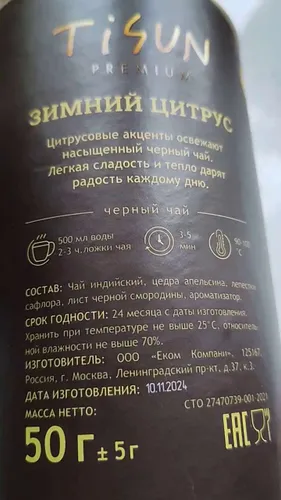 TiSUN
PREMIUM
ЗИМНИЙ ЦИТРУС
Цитрусовые акценты освежают
насыщенный черный чай.
Легкая сладость и тепло дарят
радость каждому дню.
черный чай
500 мл воды
2-3 ч.ложки чая
3-5
мин
90-100
°C
СОСТАВ: Чай индийский, цедра апельсина, лепестки
сафлора, лист черной смородины, ароматизатор.
СРОК ГОДНОСТИ: 24 месяца с даты изготовления.
Хранить при температуре не выше 25°С, относитель-
ной влажности не выше 70%.
ИЗГОТОВИТЕЛЬ: ООО «Еком Компани», 125167,
Россия, г. Москва, Ленинградский пр-кт, д.37, к.3.
ДАТА ИЗГОТОВЛЕНИЯ: 10.11.2024
МАССА НЕТТО:
50 Г ± 5 г
СТО 27470739-001-2021
EAC